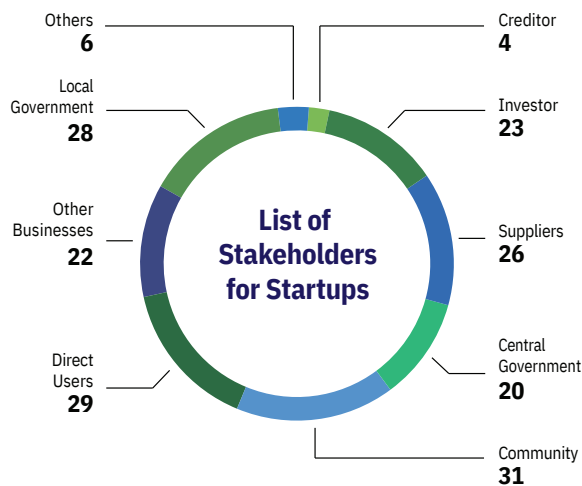 Others
6
Creditor
4
Local
Government
28
Investor
23
Other
Businesses
22
List of
Stakeholders
for Startups
Suppliers
26
Direct
Users
29
Central
Government
20
Community
31